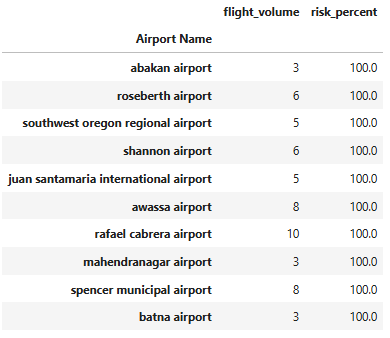 flight_volume risk_percent
Airport Name
abakan airport 3 100.0
roseberth airport 6 100.0
southwest oregon regional airport 5 100.0
shannon airport 6 100.0
juan santamaria international airport 5 100.0
awassa airport 8 100.0
rafael cabrera airport 10 100.0
mahendranagar airport 3 100.0
spencer municipal airport 8 100.0
batna airport 3 100.0